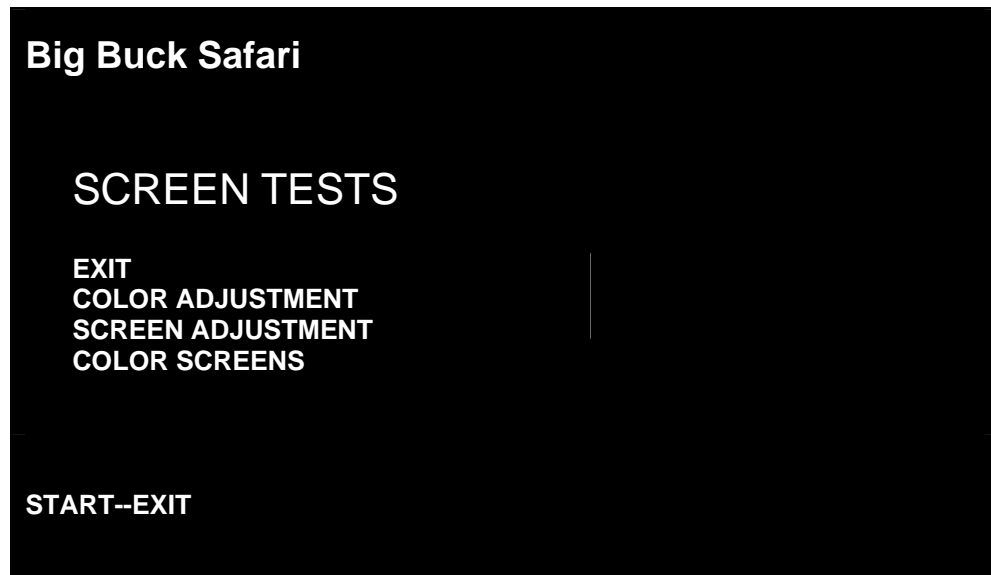 Big Buck Safari
SCREEN TESTS
EXIT
COLOR ADJUSTMENT
SCREEN ADJUSTMENT
COLOR SCREENS
START--EXIT